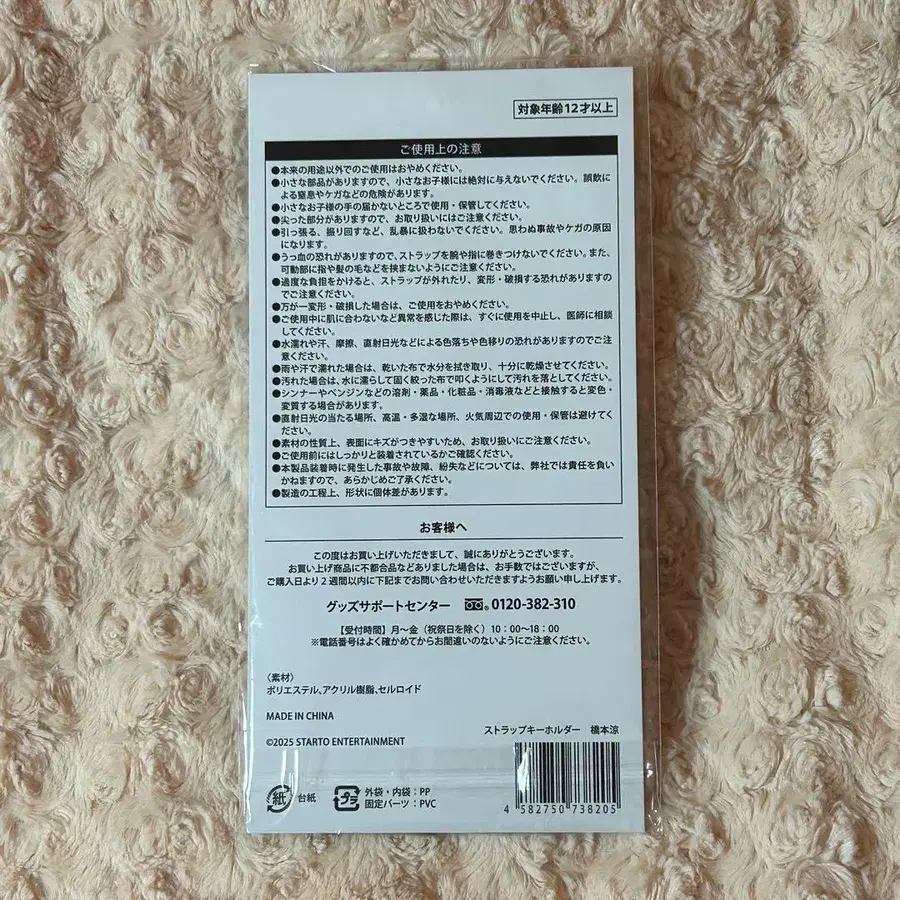 対象年齢12才以上
ご使用上の注意
●本来の用途以外でのご使用はおやめください。
●小さな部品がありますので、小さなお子様には絶対に与えないでください。誤飲に
よる窒息やケガなどの危険があります。
●小さなお子様の手の届かないところで使用・保管してください。
●尖った部分がありますので、お取り扱いにはご注意ください。
●引っ張る、振り回すなど、乱暴に扱わないでください。思わぬ事故やケガの原因
になります。
●うっ血の恐れがありますので、ストラップを腕や指に巻きつけないでください。また、
可動部に指や髪の毛などを挟まないようにご注意ください。
●過度な負担をかけると、ストラップが外れたり、変形・破損する恐れがありますの
でご注意ください。
●万が一変形・破損した場合は、ご使用をおやめください。
●ご使用中に肌に合わないなど異常を感じた際は、すぐに使用を中止し、医師に相談
してください。
●水濡れや汗、摩擦、直射日光などによる色落ちや色移りの恐れがありますのでご注
意ください。
●雨や汗で濡れた場合は、乾いた布で水分を拭き取り、十分に乾燥させてください。
●汚れた場合は、水に濡らして固く絞った布で叩くようにして汚れを落としてください。
●シンナーやベンジンなどの溶剤・薬品・化粧品・消毒液などと接触すると変色・
変質する場合があります。
●直射日光の当たる場所、高温・多湿な場所、火気周辺での使用・保管は避けてく
ださい。
●素材の性質上、表面にキズがつきやすいため、お取り扱いにご注意ください。
●ご使用前にはしっかりと装着されているかご確認ください。
●本製品装着時に発生した事故や故障、紛失などについては、弊社では責任を負い
かねますので、あらかじめご了承ください。
●製造の工程上、形状に個体差があります。
お客様へ
この度はお買い上げいただきまして、誠にありがとうございます。
お買い上げ商品に不都合品などありました場合は、お手数ではございますが、
ご購入日より2週間以内に下記までお問い合わせいただきますようお願い申し上げます。
グッズサポートセンター 0120-382-310
【受付時間】月〜金（祝祭日を除く）10：00〜18：00
※電話番号はよく確かめてからお間違いのないようにご注意ください。
〈素材〉
ポリエステル、アクリル樹脂、セルロイド
MADE IN CHINA
ストラップキーホルダー 橋本涼
©2025 STARTO ENTERTAINMENT
紙 台紙
プラ 外袋・内袋：PP
固定パーツ：PVC
4 582750 738205